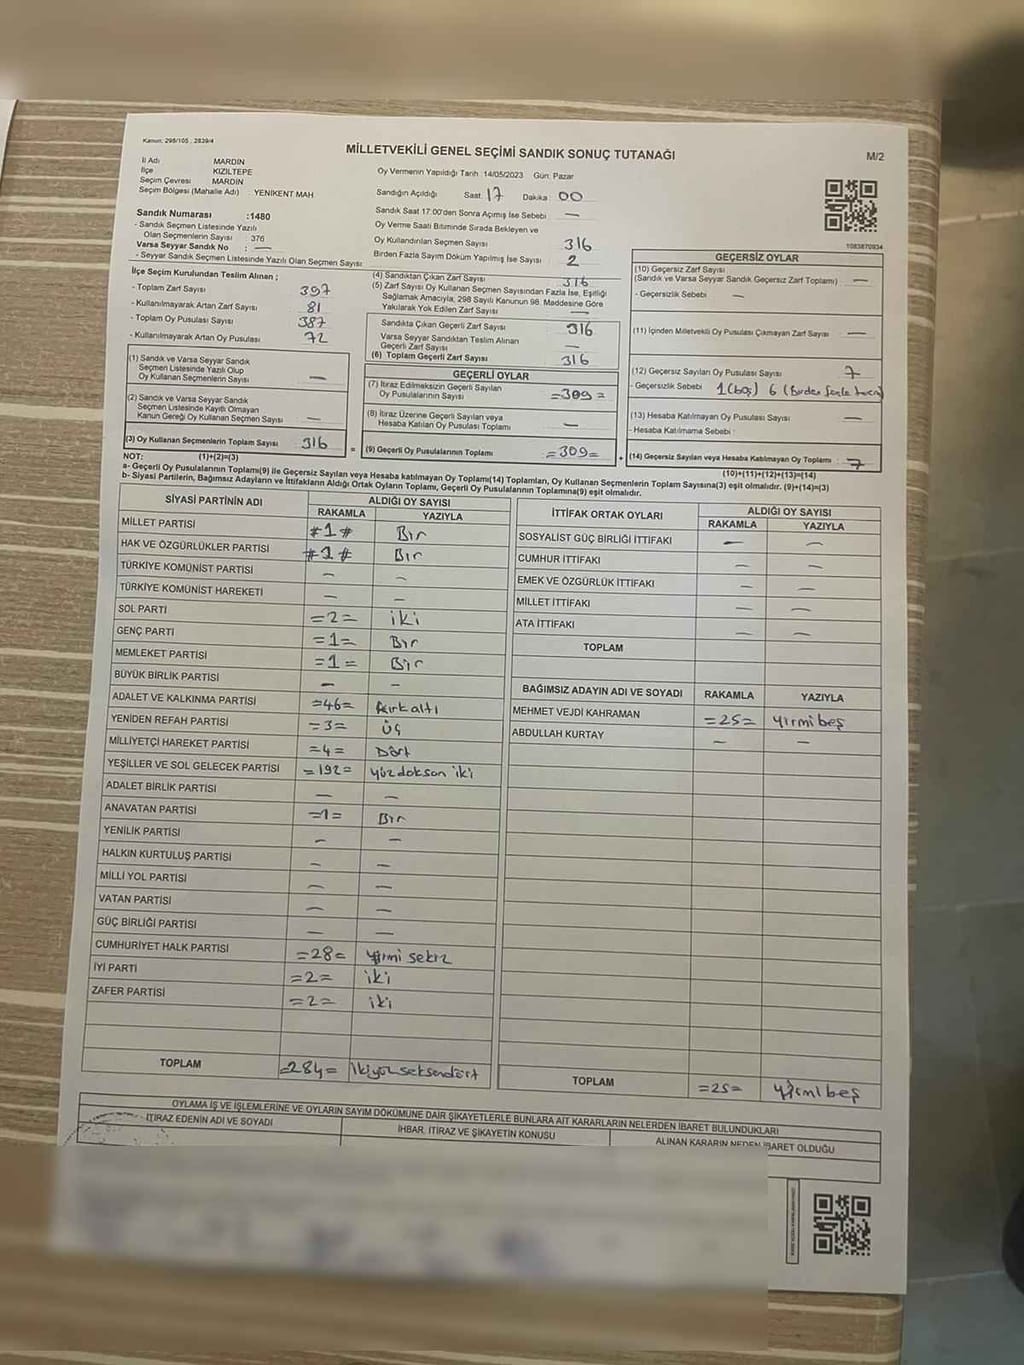 Kanun: 298/105 ; 2839/4
MİLLETVEKİLİ GENEL SEÇİMİ SANDIK SONUÇ TUTANAĞI
M/2
İl Adı MARDİN
İlçe KIZILTEPE
Seçim Çevresi MARDİN
Seçim Bölgesi (Mahalle Adı) : YENİKENT MAH
Oy Vermenin Yapıldığı Tarih :14/05/2023 Gün: Pazar
Sandığın Açıldığı Saat: 17 Dakika: 00
Sandık Saat 17:00'den Sonra Açılmış İse Sebebi —
Oy Verme Saati Bitiminde Sırada Bekleyen ve
Oy Kullandırılan Seçmen Sayısı 316
Birden Fazla Sayım Döküm Yapılmış İse Sayısı 2
Sandık Numarası :1480
- Sandık Seçmen Listesinde Yazılı
Olan Seçmenlerin Sayısı : 376
Varsa Seyyar Sandık No : —
- Seyyar Sandık Seçmen Listesinde Yazılı Olan Seçmen Sayısı:
İlçe Seçim Kurulundan Teslim Alınan ;
- Toplam Zarf Sayısı 397
- Kullanılmayarak Artan Zarf Sayısı 81
- Toplam Oy Pusulası Sayısı 387
- Kullanılmayarak Artan Oy Pusulası 72
(1) Sandık ve Varsa Seyyar Sandık
Seçmen Listesinde Yazılı Olup
Oy Kullanan Seçmenlerin Sayısı —
(2) Sandık ve Varsa Seyyar Sandık
Seçmen Listesinde Kayıtlı Olmayan
Kanun Gereği Oy Kullanan Seçmen Sayısı —
(3) Oy Kullanan Seçmenlerin Toplam Sayısı 316
(4) Sandıktan Çıkan Zarf Sayısı 316
(5) Zarf Sayısı Oy Kullanan Seçmen Sayısından Fazla İse, Eşitliği
Sağlamak Amacıyla, 298 Sayılı Kanunun 98. Maddesine Göre
Yakılarak Yok Edilen Zarf Sayısı —
Sandıkta Çıkan Geçerli Zarf Sayısı 316
Varsa Seyyar Sandıktan Teslim Alınan
Geçerli Zarf Sayısı —
(6) Toplam Geçerli Zarf Sayısı 316
GEÇERLİ OYLAR
(7) İtiraz Edilmeksizin Geçerli Sayılan
Oy Pusulalarının Sayısı =309=
(8) İtiraz Üzerine Geçerli Sayılan veya
Hesaba Katılan Oy Pusulası Toplamı —
= (9) Geçerli Oy Pusulalarının Toplamı =309=
1083870934
GEÇERSİZ OYLAR
(10) Geçersiz Zarf Sayısı
(Sandık ve Varsa Seyyar Sandık Geçersiz Zarf Toplamı) —
- Geçersizlik Sebebi —
(11) İçinden Milletvekili Oy Pusulası Çıkmayan Zarf Sayısı —
(12) Geçersiz Sayılan Oy Pusulası Sayısı 7
- Geçersizlik Sebebi 1(boş) 6 (Birden fazla
(13) Hesaba Katılmayan Oy Pusulası Sayısı —
- Hesaba Katılmama Sebebi :
+ (14) Geçersiz Sayılan veya Hesaba Katılmayan Oy Toplamı 7
NOT: (1)+(2)=(3)
(10)+(11)+(12)+(13)=(14)
a- Geçerli Oy Pusulalarının Toplamı(9) ile Geçersiz Sayılan veya Hesaba katılmayan Oy Toplamı(14) Toplamları, Oy Kullanan Seçmenlerin Toplam Sayısına(3) eşit olmalıdır. (9)+(14)=(3)
b- Siyasi Partilerin, Bağımsız Adayların ve İttifakların Aldığı Ortak Oyların Toplamı, Geçerli Oy Pusulalarının Toplamına(9) eşit olmalıdır.
SİYASİ PARTİNİN ADI ALDIĞI OY SAYISI
RAKAMLA YAZIYLA
MİLLET PARTİSI #1# Bir
HAK VE ÖZGÜRLÜKLER PARTİSİ #1# Bir
TÜRKİYE KOMÜNİST PARTİSİ — —
TÜRKİYE KOMÜNİST HAREKETİ — —
SOL PARTİ =2= iki
GENÇ PARTİ =1= Bir
MEMLEKET PARTİSİ =1= Bir
BÜYÜK BİRLİK PARTİSİ — —
ADALET VE KALKINMA PARTİSİ =46= kırkaltı
YENİDEN REFAH PARTİSİ =3= üç
MİLLİYETÇİ HAREKET PARTİSİ =4= Dört
YEŞİLLER VE SOL GELECEK PARTİSİ =192= yüzdoksan iki
ADALET BİRLİK PARTİSİ — —
ANAVATAN PARTİSİ =1= Bir
YENİLİK PARTİSİ — —
HALKIN KURTULUŞ PARTİSİ — —
MİLLİ YOL PARTİSİ — —
VATAN PARTİSİ — —
GÜÇ BİRLİĞİ PARTİSİ — —
CUMHURİYET HALK PARTİSİ =28= yirmi sekiz
İYİ PARTİ =2= iki
ZAFER PARTİSİ =2= iki
TOPLAM =284= ikiyüzseksendört
İTTİFAK ORTAK OYLARI ALDIĞI OY SAYISI
RAKAMLA YAZIYLA
SOSYALİST GÜÇ BİRLİĞİ İTTİFAKI — —
CUMHUR İTTİFAKI — —
EMEK VE ÖZGÜRLÜK İTTİFAKI — —
MİLLET İTTİFAKI — —
ATA İTTİFAKI — —
TOPLAM
BAĞIMSIZ ADAYIN ADI VE SOYADI RAKAMLA YAZIYLA
MEHMET VEJDİ KAHRAMAN =25= yirmibeş
ABDULLAH KURTAY — —
TOPLAM =25= yirmibeş
OYLAMA İŞ VE İŞLEMLERİNE VE OYLARIN SAYIM DÖKÜMÜNE DAİR ŞİKAYETLERLE BUNLARA AİT KARARLARIN NELERDEN İBARET BULUNDUKLARI
İTİRAZ EDENİN ADI VE SOYADI İHBAR, İTİRAZ VE ŞİKAYETİN KONUSU ALINAN KARARIN NEDEN İBARET OLDUĞU